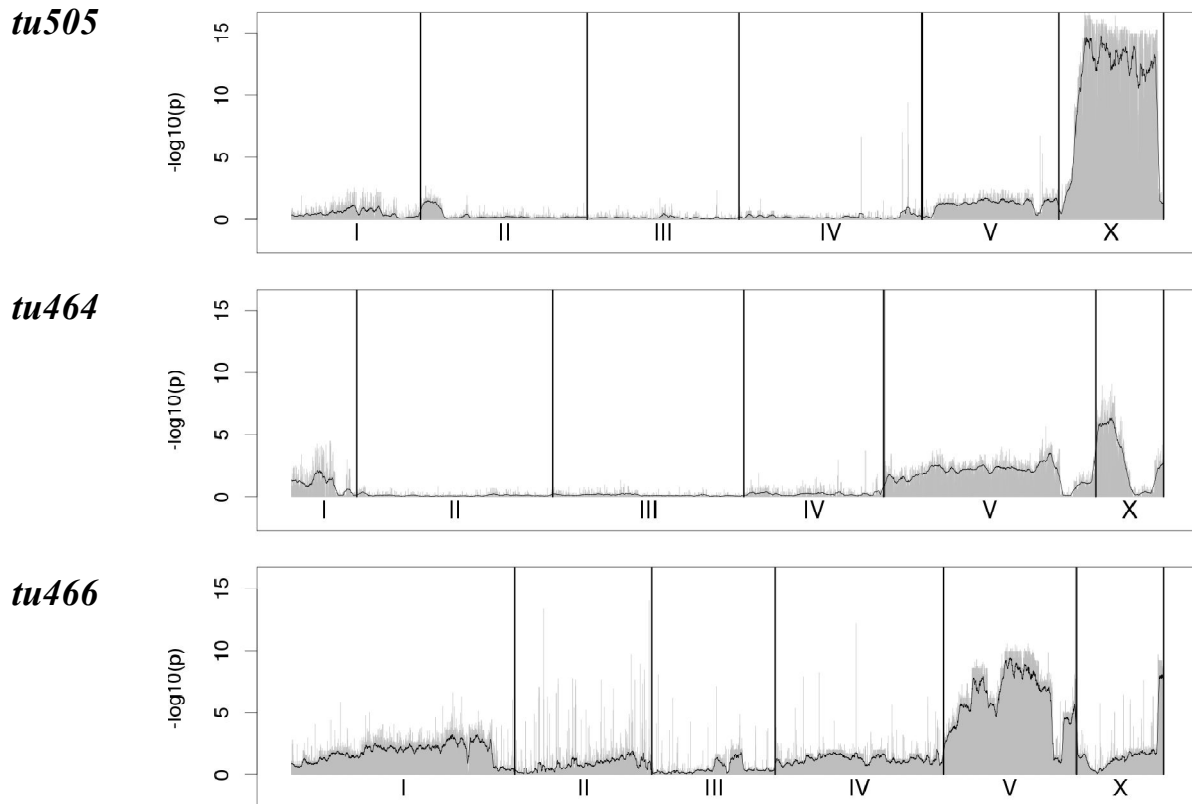 tu505
-log10(p)
15
10
5
0
I II III IV V X
tu464
-log10(p)
15
10
5
0
I II III IV V X
tu466
-log10(p)
15
10
5
0
I II III IV V X